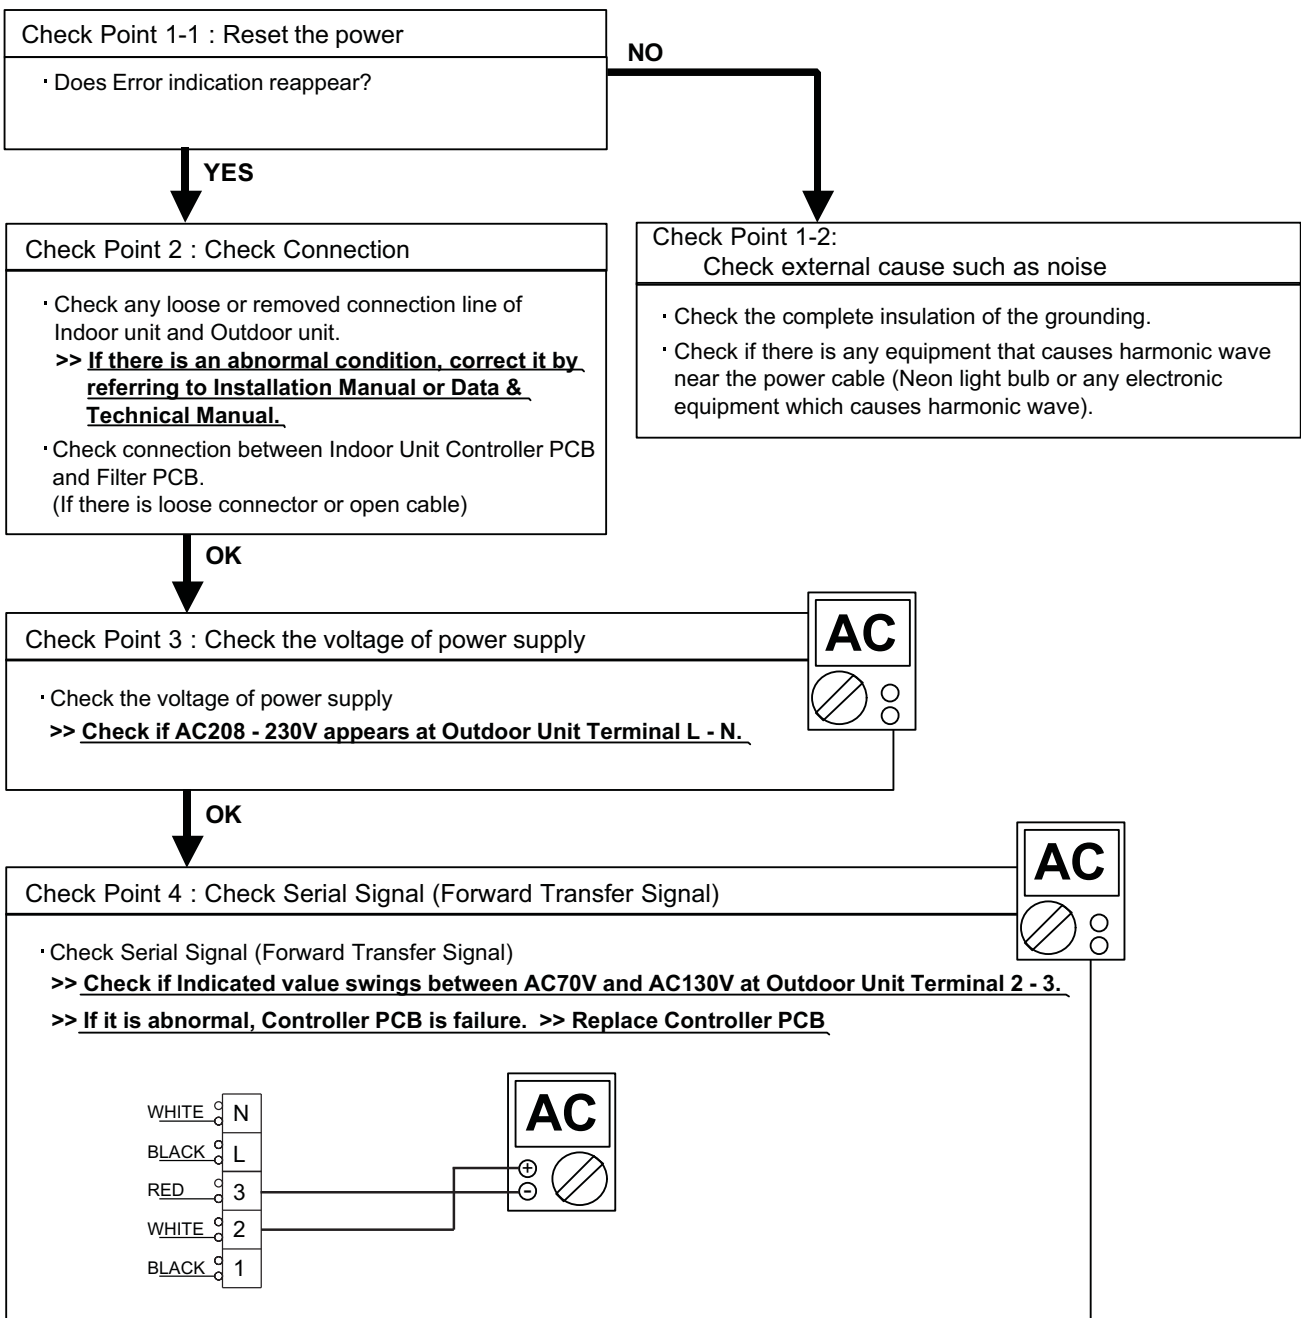 Check Point 1-1 : Reset the power
· Does Error indication reappear?
NO
YES
Check Point 2 : Check Connection
· Check any loose or removed connection line of
Indoor unit and Outdoor unit.
>> If there is an abnormal condition, correct it by
referring to Installation Manual or Data &
Technical Manual.
· Check connection between Indoor Unit Controller PCB
and Filter PCB.
(If there is loose connector or open cable)
Check Point 1-2:
Check external cause such as noise
· Check the complete insulation of the grounding.
· Check if there is any equipment that causes harmonic wave
near the power cable (Neon light bulb or any electronic
equipment which causes harmonic wave).
OK
Check Point 3 : Check the voltage of power supply
AC
· Check the voltage of power supply
>> Check if AC208 - 230V appears at Outdoor Unit Terminal L - N.
OK
Check Point 4 : Check Serial Signal (Forward Transfer Signal)
AC
· Check Serial Signal (Forward Transfer Signal)
>> Check if Indicated value swings between AC70V and AC130V at Outdoor Unit Terminal 2 - 3.
>> If it is abnormal, Controller PCB is failure. >> Replace Controller PCB
AC
WHITE N
BLACK L
RED 3
WHITE 2
BLACK 1
+
-